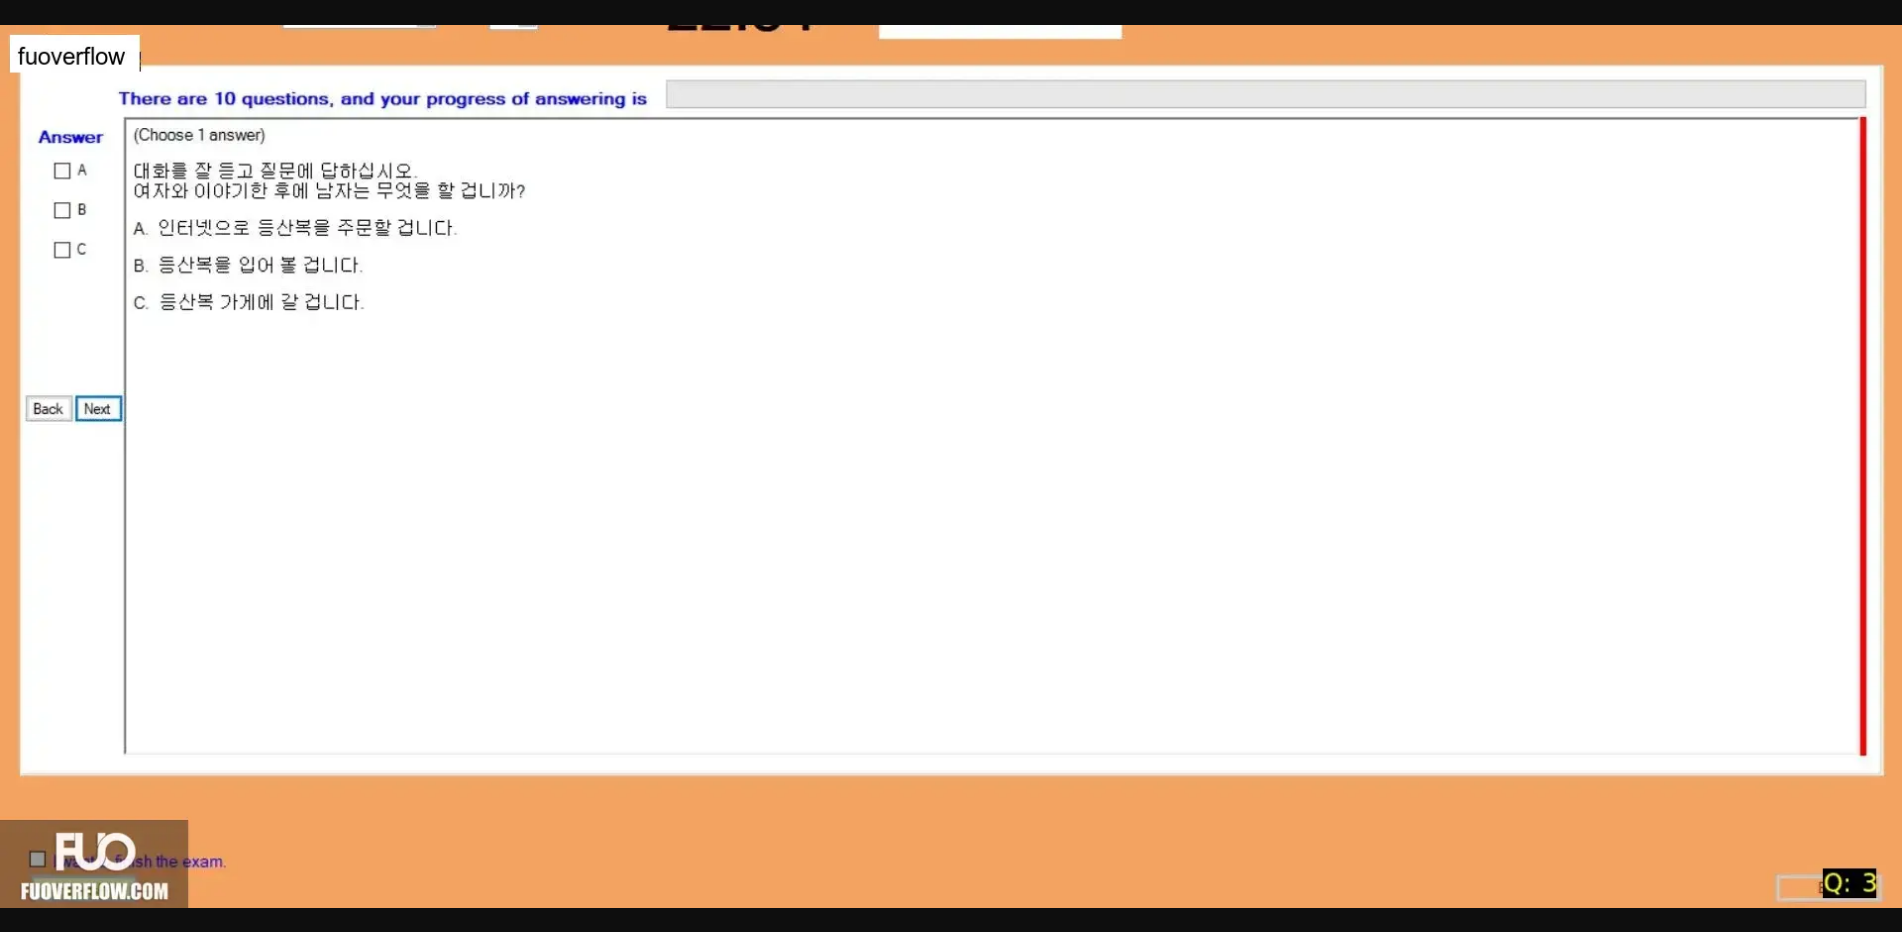 fuoverflow
There are 10 questions, and your progress of answering is
Answer
(Choose 1 answer)
A
B
C
대화를 잘 듣고 질문에 답하십시오.
여자와 이야기한 후에 남자는 무엇을 할 겁니까?
A. 인터넷으로 등산복을 주문할 겁니다.
B. 등산복을 입어 볼 겁니다.
C. 등산복 가게에 갈 겁니다.
Back Next
FUO
the exam.
FUOVERFLOW.COM
Q: 3